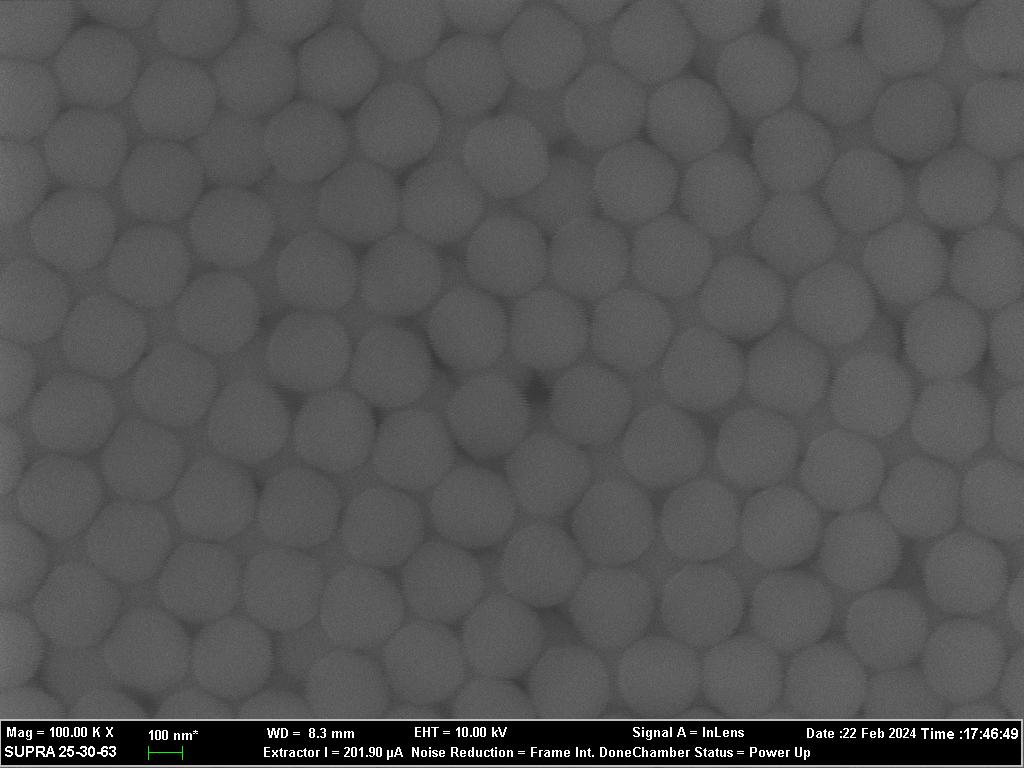 Mag = 100.00 K X 100 nm* WD = 8.3 mm EHT = 10.00 kV Signal A = InLens Date :22 Feb 2024 Time :17:46:49
SUPRA 25-30-63 Extractor I = 201.90 µA Noise Reduction = Frame Int. DoneChamber Status = Power Up